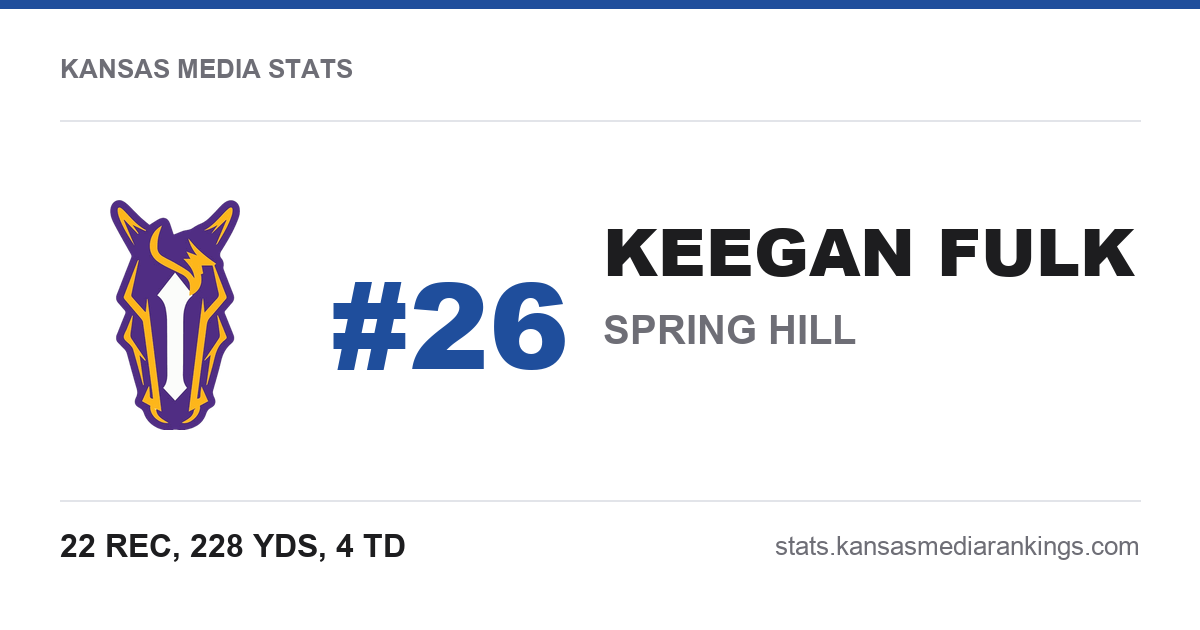 KANSAS MEDIA STATS
#26
KEEGAN FULK
SPRING HILL
22 REC, 228 YDS, 4 TD
stats.kansasmediarankings.com